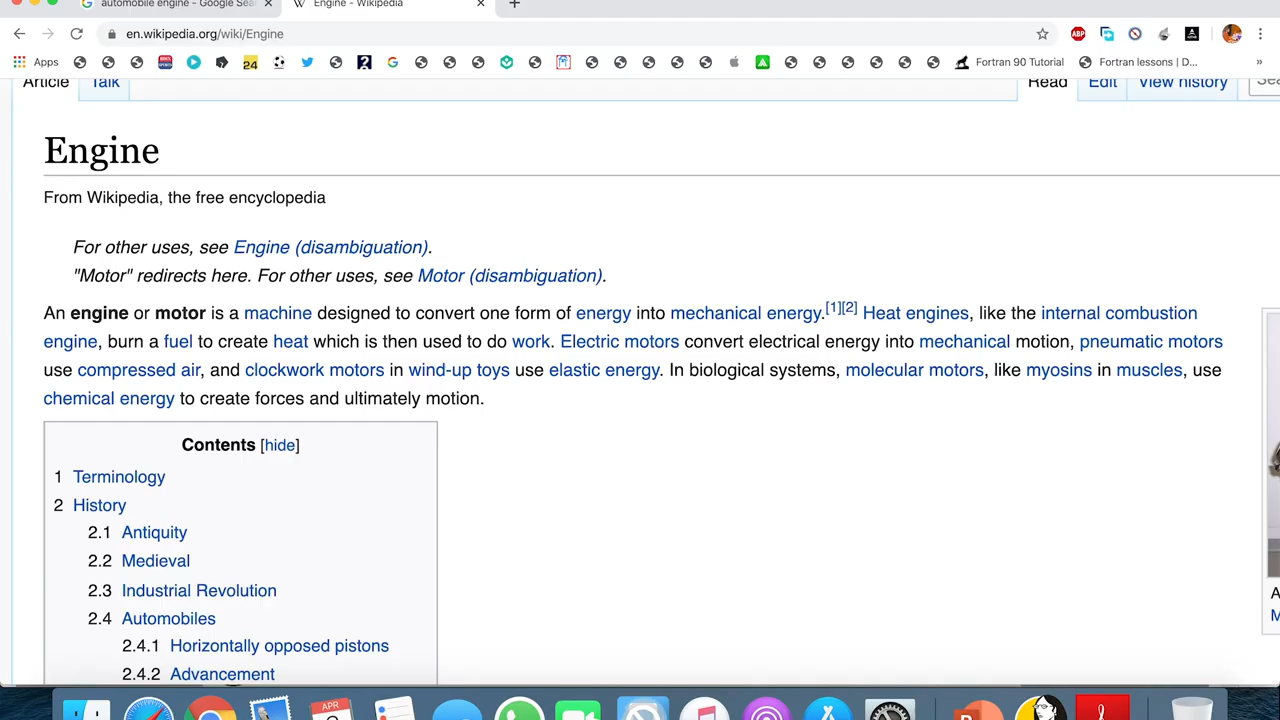 automobile engine - Google Sea
Engine - Wikipedia
en.wikipedia.org/wiki/Engine
ABP
Apps
24
Fortran 90 Tutorial
Fortran lessons | D...
Article
Talk
Read
Edit
View history
Sea
Engine
From Wikipedia, the free encyclopedia
For other uses, see Engine (disambiguation).
"Motor" redirects here. For other uses, see Motor (disambiguation).
An engine or motor is a machine designed to convert one form of energy into mechanical energy.[1][2] Heat engines, like the internal combustion
engine, burn a fuel to create heat which is then used to do work. Electric motors convert electrical energy into mechanical motion, pneumatic motors
use compressed air, and clockwork motors in wind-up toys use elastic energy. In biological systems, molecular motors, like myosins in muscles, use
chemical energy to create forces and ultimately motion.
Contents [hide]
1 Terminology
2 History
2.1 Antiquity
2.2 Medieval
2.3 Industrial Revolution
2.4 Automobiles
2.4.1 Horizontally opposed pistons
2.4.2 Advancement
A
M
APR